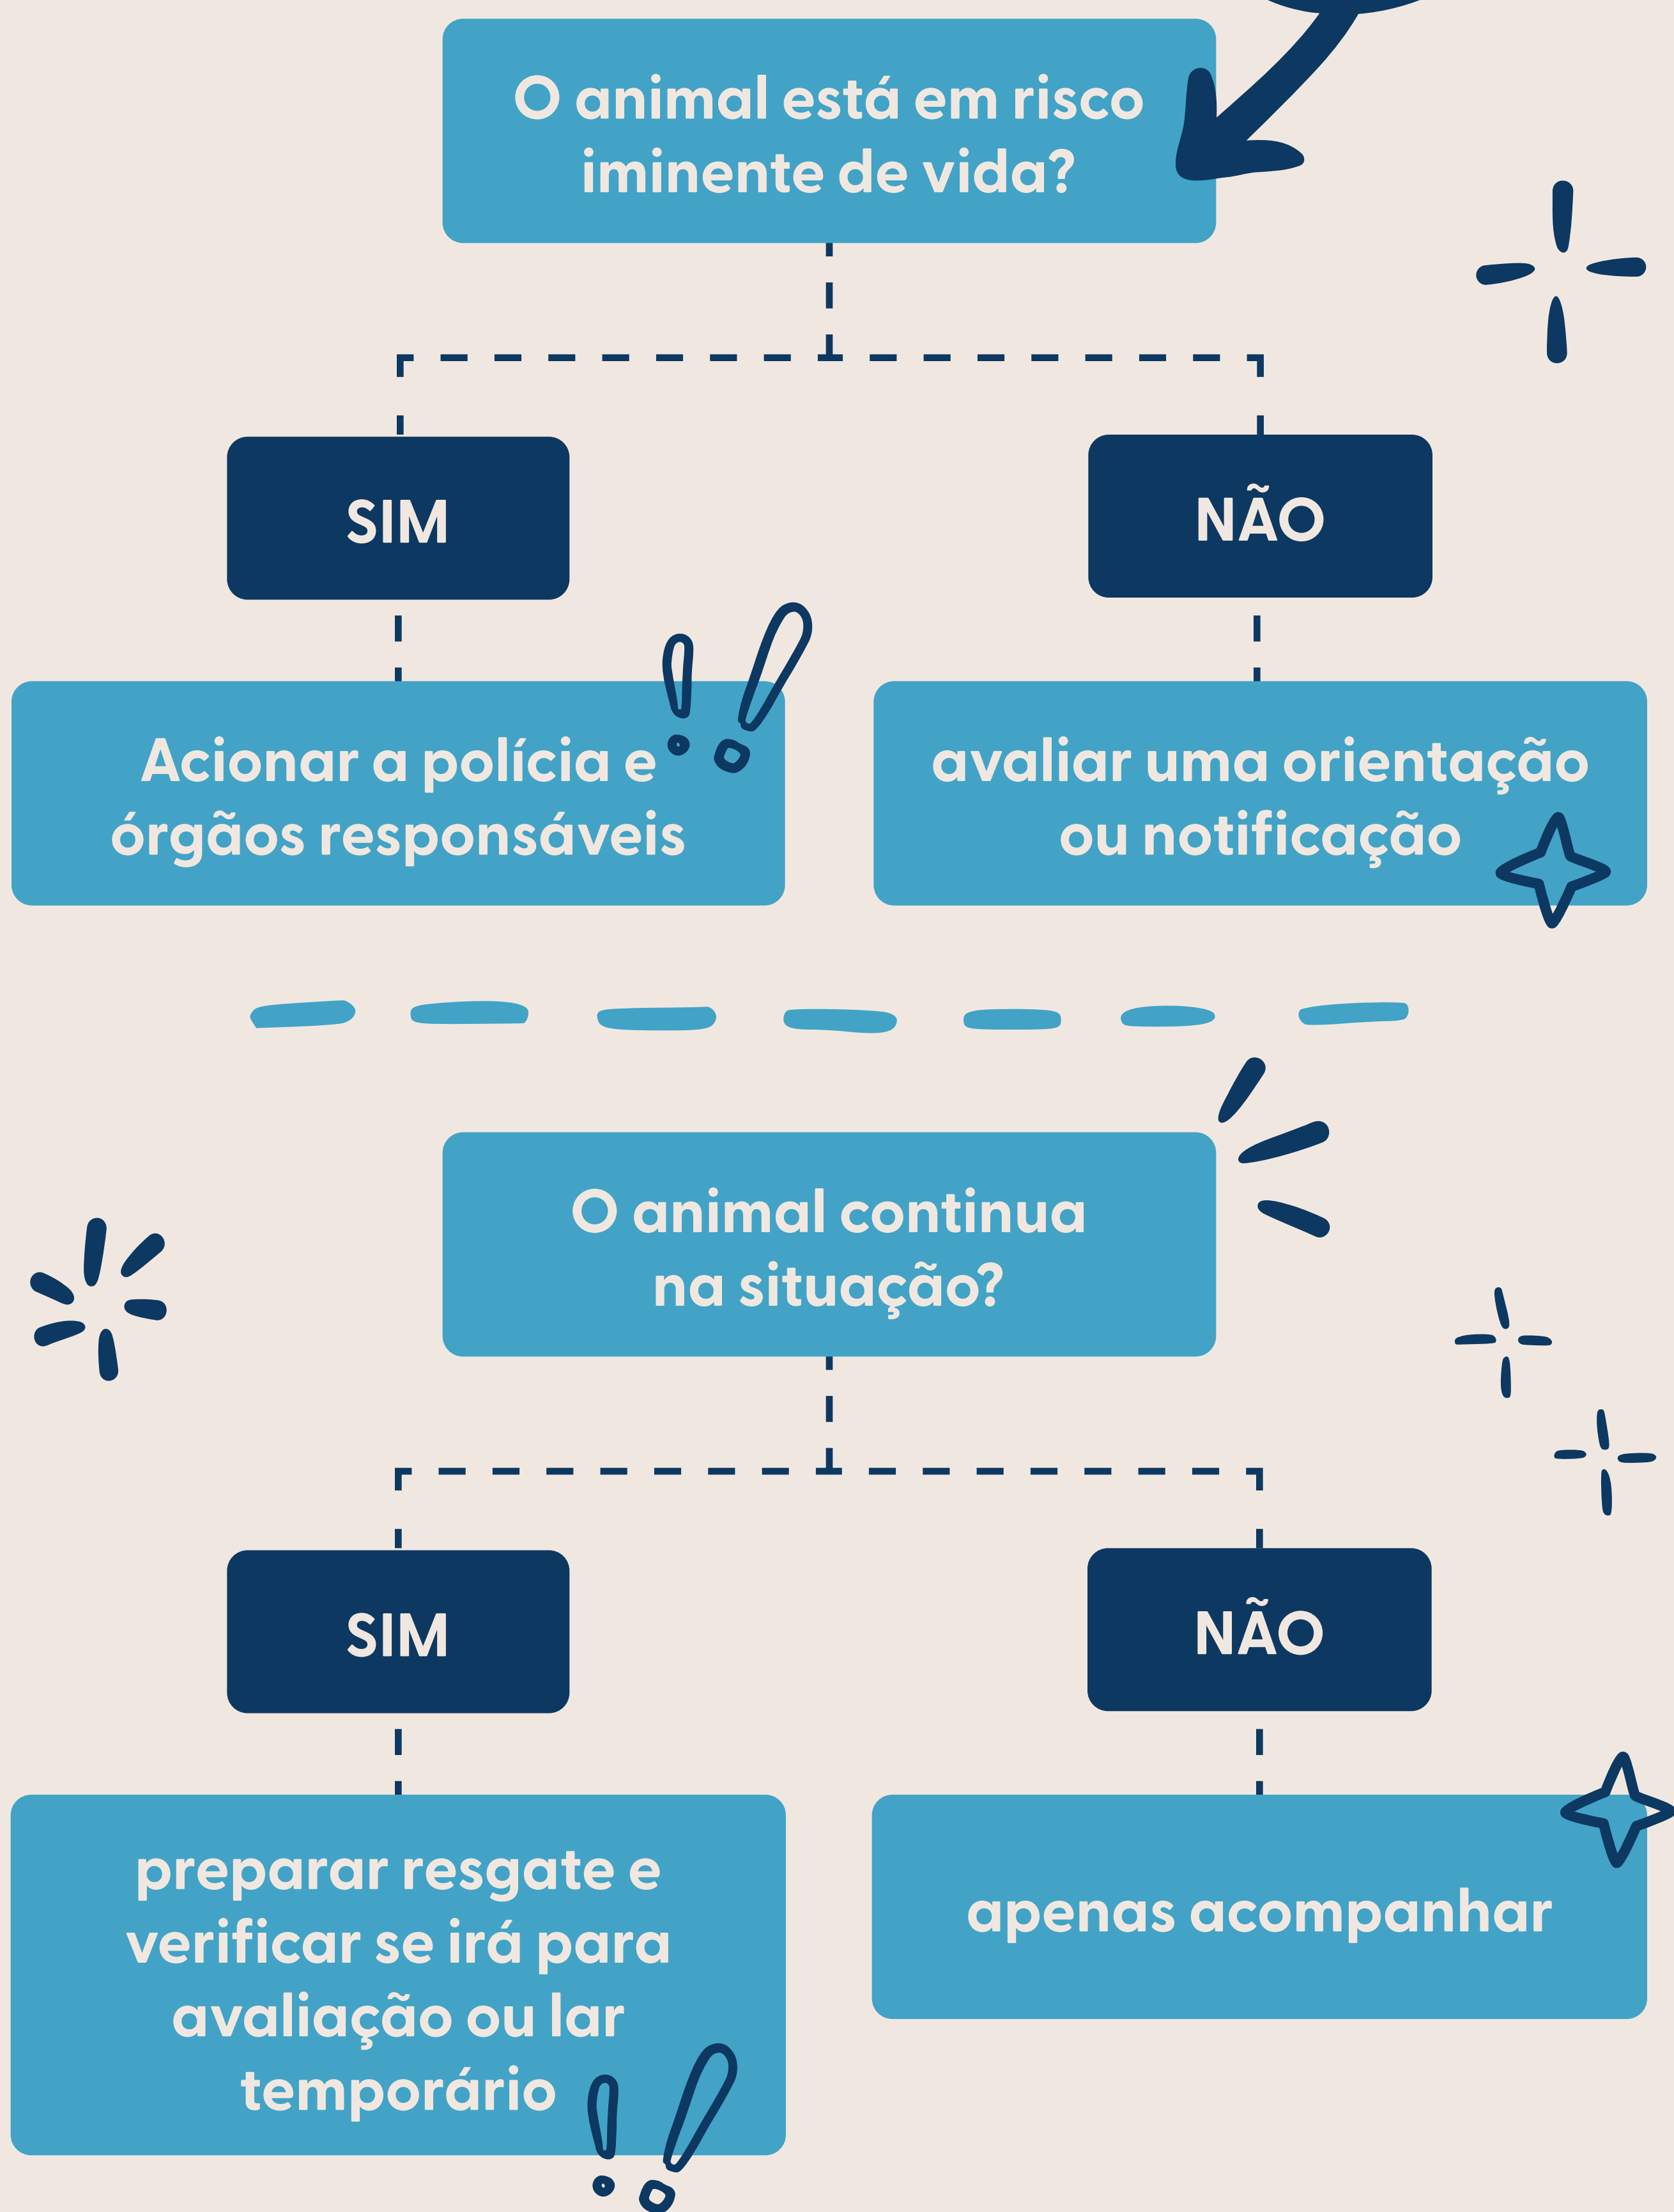 O animal está em risco
iminente de vida?
SIM
NÃO
Acionar a polícia e
órgãos responsáveis
avaliar uma orientação
ou notificação
O animal continua
na situação?
SIM
NÃO
preparar resgate e
verificar se irá para
avaliação ou lar
temporário
apenas acompanhar